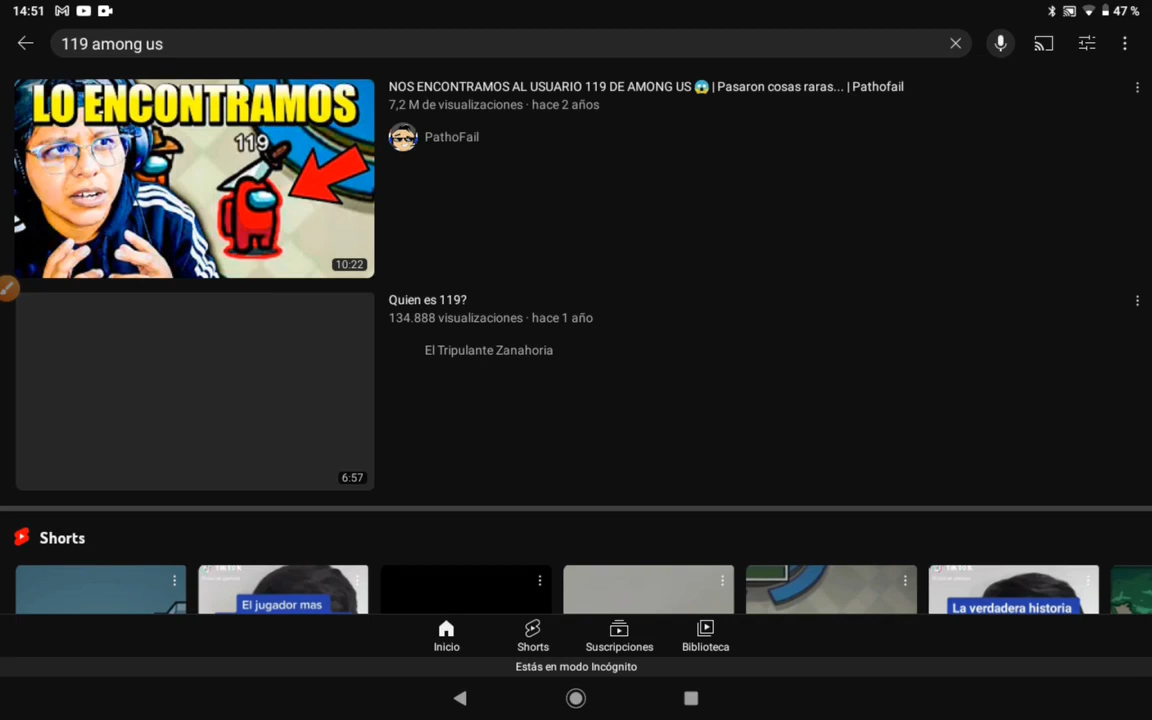 14:51
47 %
119 among us
LO ENCONTRAMOS
119
10:22
NOS ENCONTRAMOS AL USUARIO 119 DE AMONG US 😱 | Pasaron cosas raras... | Pathofail
7,2 M de visualizaciones · hace 2 años
PathoFail
Quien es 119?
134.888 visualizaciones · hace 1 año
El Tripulante Zanahoria
6:57
Shorts
El jugador mas
La verdadera historia
Inicio
Shorts
Suscripciones
Biblioteca
Estás en modo Incógnito